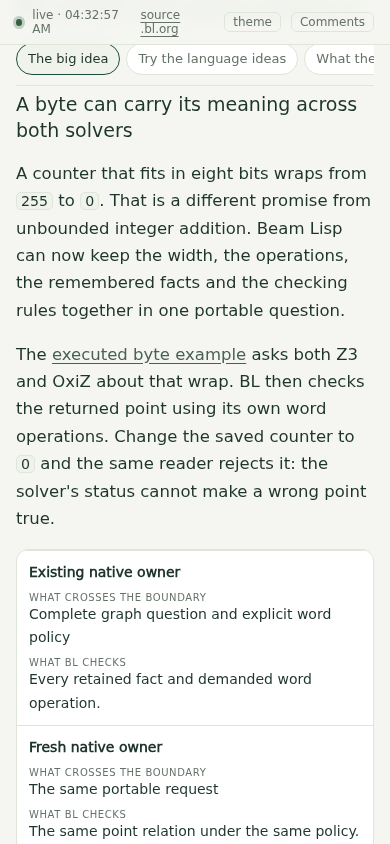 live · 04:32:57 AM
source .bl.org
theme
Comments
The big idea
Try the language ideas
What the
A byte can carry its meaning across
both solvers
A counter that fits in eight bits wraps from
255 to 0. That is a different promise from
unbounded integer addition. Beam Lisp
can now keep the width, the operations,
the remembered facts and the checking
rules together in one portable question.
The executed byte example asks both Z3
and OxiZ about that wrap. BL then checks
the returned point using its own word
operations. Change the saved counter to
0 and the same reader rejects it: the
solver's status cannot make a wrong point
true.
Existing native owner
WHAT CROSSES THE BOUNDARY
Complete graph question and explicit word
policy
WHAT BL CHECKS
Every retained fact and demanded word
operation.
Fresh native owner
WHAT CROSSES THE BOUNDARY
The same portable request
WHAT BL CHECKS
The same point relation under the same policy.